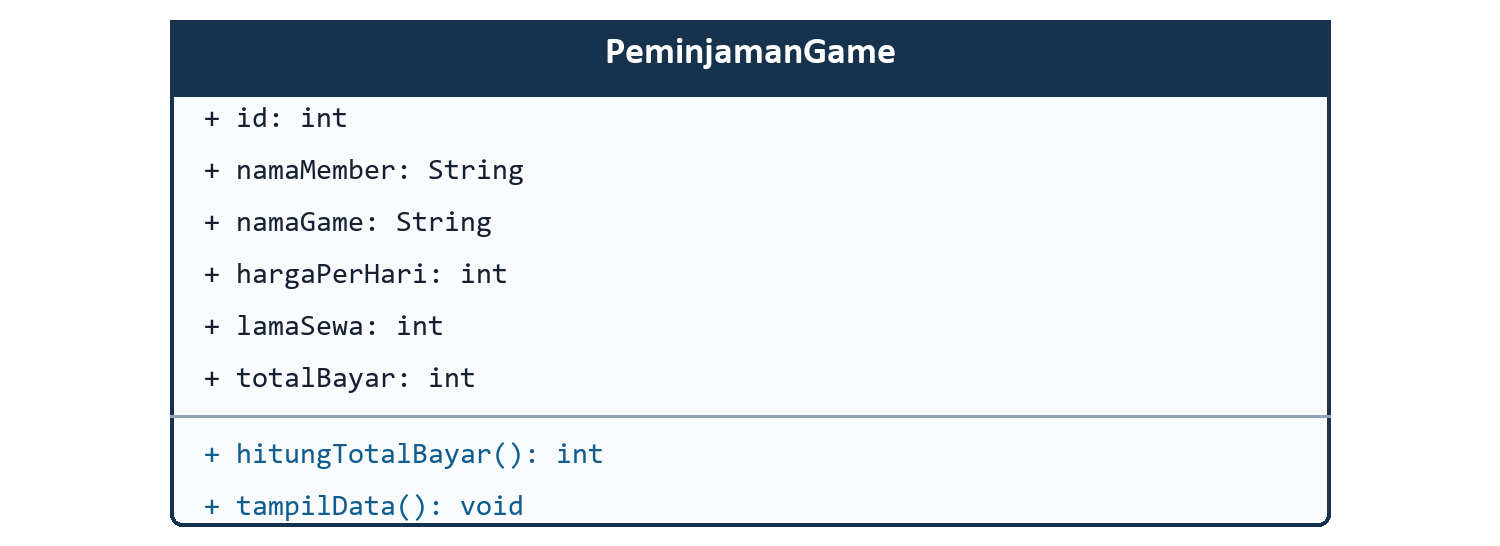 PeminjamanGame
+ id: int
+ namaMember: String
+ namaGame: String
+ hargaPerHari: int
+ lamaSewa: int
+ totalBayar: int
+ hitungTotalBayar(): int
+ tampilData(): void